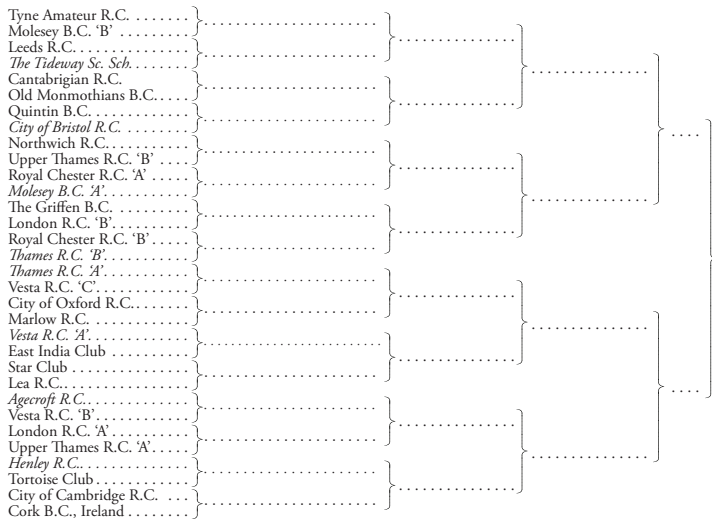 Tyne Amateur R.C. . . . . . . . .
Molesey B.C. ‘B’ . . . . . . . . .
Leeds R.C. . . . . . . . . . . . . . .
The Tideway Sc. Sch. . . . . . . . .
Cantabrigian R.C.
Old Monmothians B.C. . . . .
Quintin B.C. . . . . . . . . . . . .
City of Bristol R.C. . . . . . . . .
Northwich R.C. . . . . . . . . . .
Upper Thames R.C. ‘B’ . . . .
Royal Chester R.C. ‘A’ . . . . .
Molesey B.C. ‘A’. . . . . . . . . . .
The Griffen B.C. . . . . . . . . .
London R.C. ‘B’. . . . . . . . . .
Royal Chester R.C. ‘B’ . . . . .
Thames R.C. ‘B’. . . . . . . . . . .
Thames R.C. ‘A’. . . . . . . . . . .
Vesta R.C. ‘C’. . . . . . . . . . . .
City of Oxford R.C. . . . . . . .
Marlow R.C. . . . . . . . . . . . .
Vesta R.C. ‘A’. . . . . . . . . . . . .
East India Club . . . . . . . . . .
Star Club . . . . . . . . . . . . . . .
Lea R.C. . . . . . . . . . . . . . . . .
Agecroft R.C. . . . . . . . . . . . . .
Vesta R.C. ‘B’ . . . . . . . . . . . .
London R.C. ‘A’ . . . . . . . . . .
Upper Thames R.C. ‘A’. . . . .
Henley R.C. . . . . . . . . . . . . . .
Tortoise Club . . . . . . . . . . . .
City of Cambridge R.C. . . .
Cork B.C., Ireland . . . . . . . .